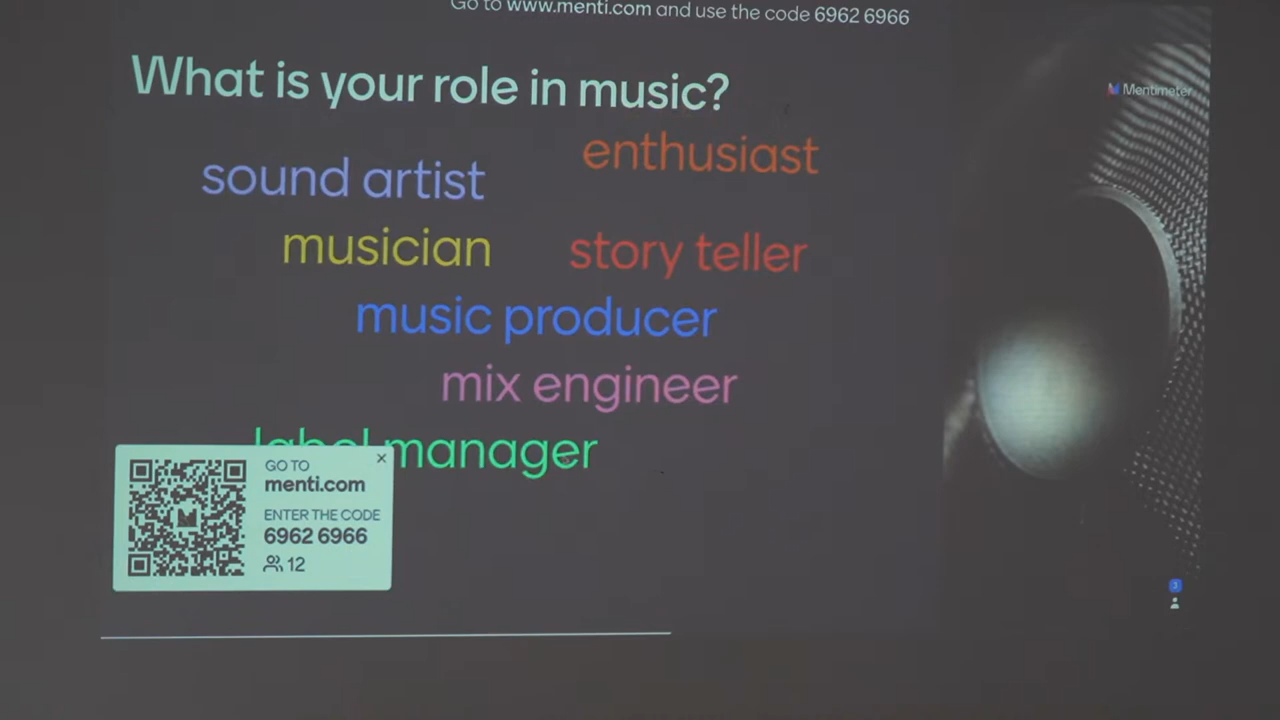 Go to www.menti.com and use the code 6962 6966
What is your role in music?
Mentimeter
enthusiast
sound artist
musician
story teller
music producer
mix engineer
label manager
GO TO
menti.com
ENTER THE CODE
6962 6966
12